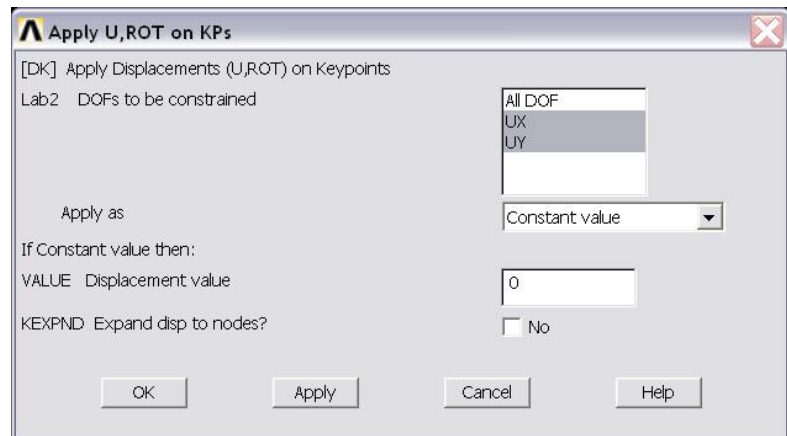 Apply U,ROT on KPs
[DK] Apply Displacements (U,ROT) on Keypoints
Lab2 DOFs to be constrained
All DOF
UX
UY
Apply as
Constant value
If Constant value then:
VALUE Displacement value
0
KEXPND Expand disp to nodes?
No
OK Apply Cancel Help